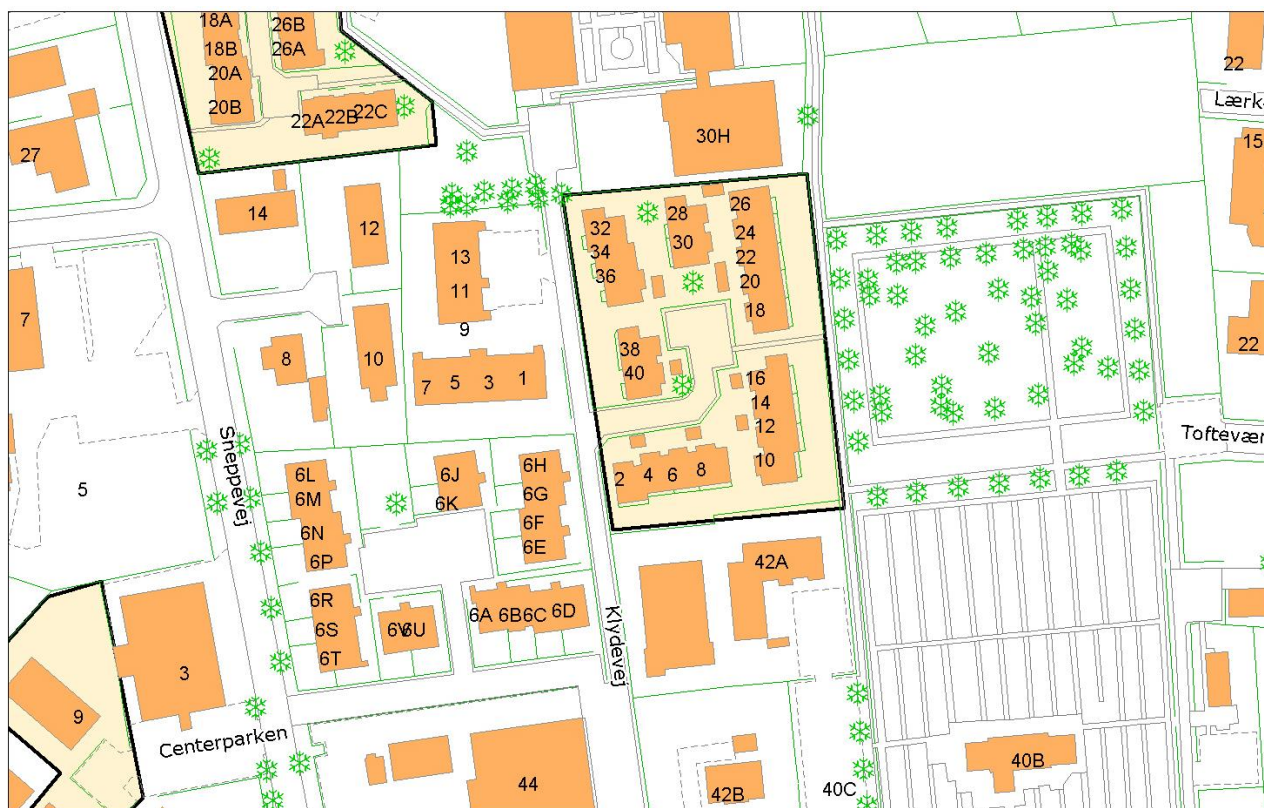 18A
26B
18B
26A
20A
20B
22A
22B
22C
22
Lærk
15
27
30H
14
12
28
26
32
24
30
34
22
36
20
18
13
11
9
7
8
10
38
40
22
7
5
3
1
16
14
12
10
Sneppevej
Toftevær
5
6L
6M
6N
6P
6J
6K
6H
6G
6F
6E
2
4
6
8
42A
6R
6S
6T
6V
6U
6A
6B
6C
6D
Klydevej
3
9
Centerparken
44
42B
40C
40B